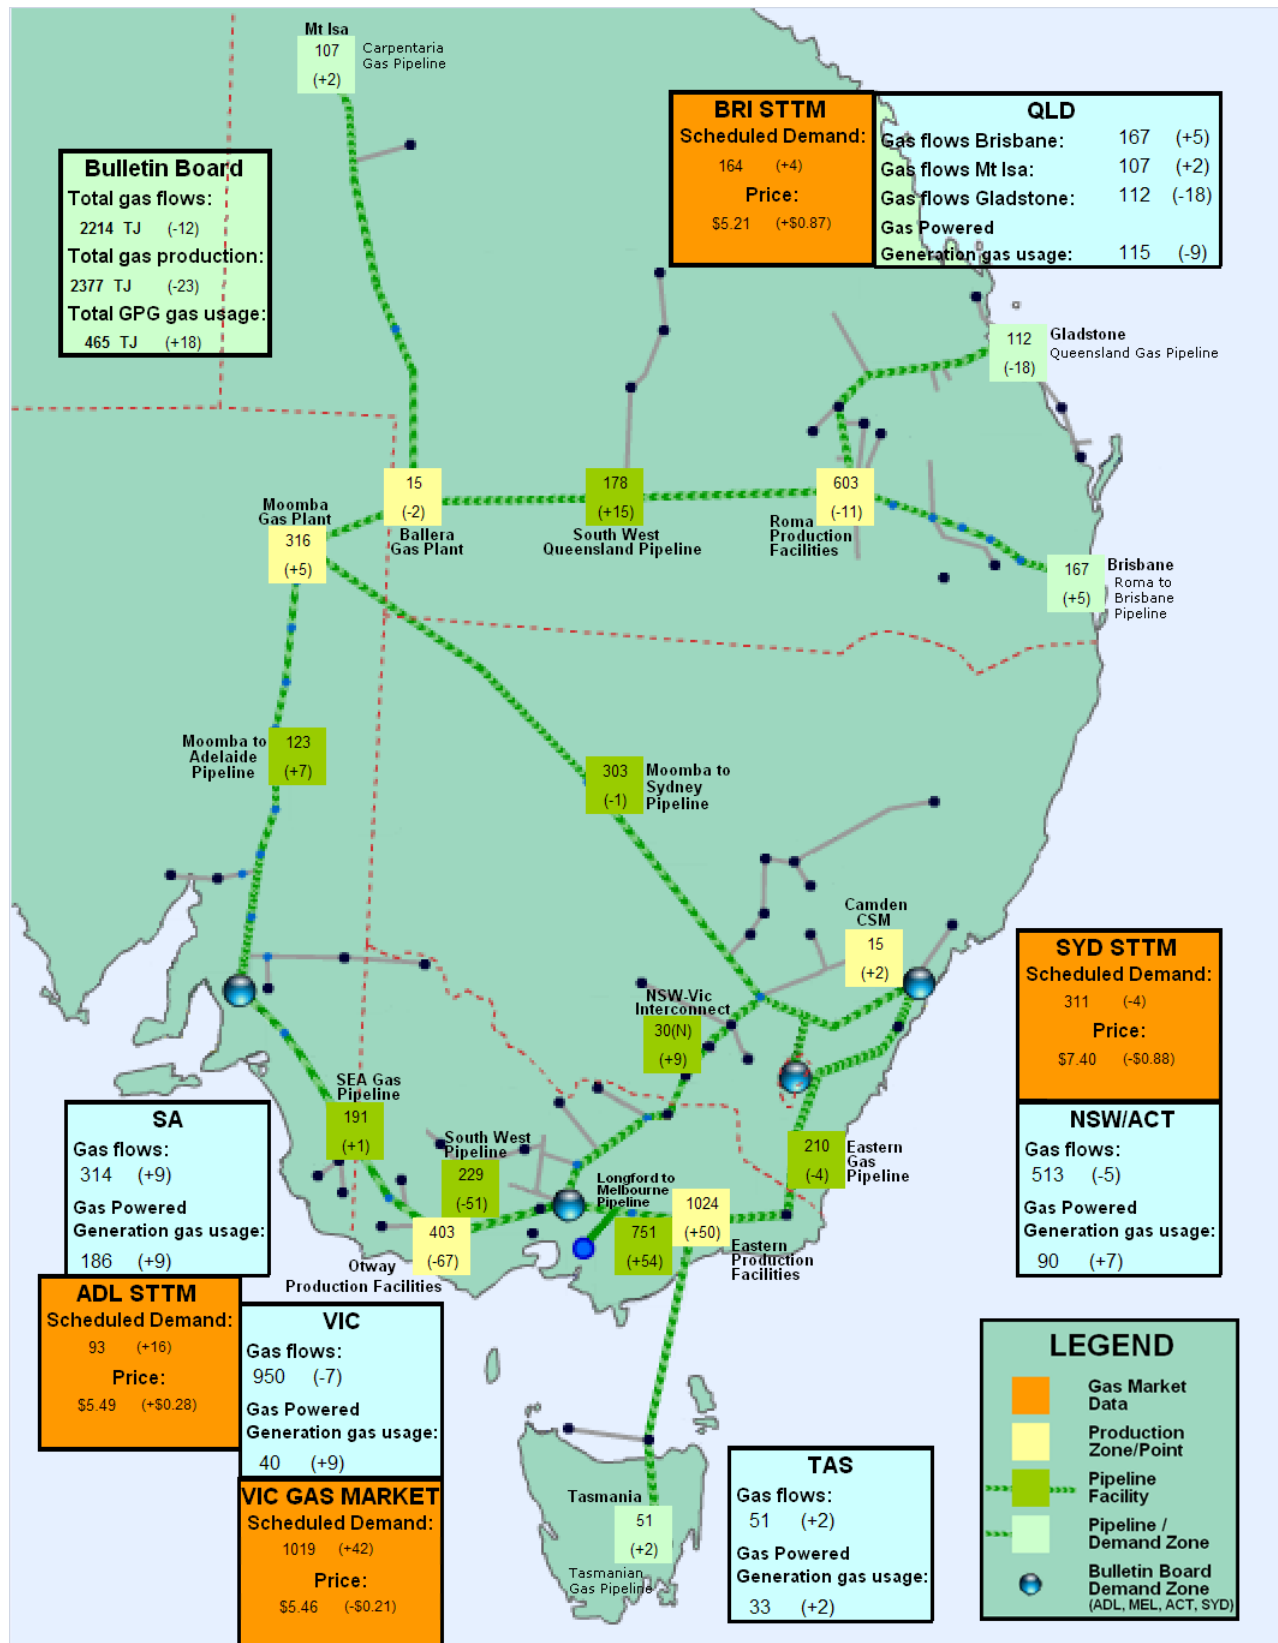 Mt Isa
107
(+2)
Carpentaria
Gas Pipeline
Bulletin Board
Total gas flows:
2214 TJ (-12)
Total gas production:
2377 TJ (-23)
Total GPG gas usage:
465 TJ (+18)
BRI STTM
Scheduled Demand:
164 (+4)
Price:
$5.21 (+$0.87)
QLD
Gas flows Brisbane: 167 (+5)
Gas flows Mt Isa: 107 (+2)
Gas flows Gladstone: 112 (-18)
Gas Powered
Generation gas usage: 115 (-9)
112
(-18)
Gladstone
Queensland Gas Pipeline
15
(-2)
Ballera
Gas Plant
178
(+15)
South West
Queensland Pipeline
603
(-11)
Roma
Production
Facilities
Moomba
Gas Plant
316
(+5)
167
(+5)
Brisbane
Roma to
Brisbane
Pipeline
Moomba to
Adelaide
Pipeline
123
(+7)
303
(-1)
Moomba to
Sydney
Pipeline
Camden
CSM
15
(+2)
NSW-Vic
Interconnect
30(N)
(+9)
SYD STTM
Scheduled Demand:
311 (-4)
Price:
$7.40 (-$0.88)
NSW/ACT
Gas flows:
513 (-5)
Gas Powered
Generation gas usage:
90 (+7)
SEA Gas
Pipeline
191
(+1)
South West
Pipeline
229
(-51)
Longford to
Melbourne
Pipeline
751
(+54)
1024
(+50)
Eastern
Production
Facilities
210
(-4)
Eastern
Gas
Pipeline
403
(-67)
Otway
Production Facilities
SA
Gas flows:
314 (+9)
Gas Powered
Generation gas usage:
186 (+9)
ADL STTM
Scheduled Demand:
93 (+16)
Price:
$5.49 (+$0.28)
VIC
Gas flows:
950 (-7)
Gas Powered
Generation gas usage:
40 (+9)
VIC GAS MARKET
Scheduled Demand:
1019 (+42)
Price:
$5.46 (-$0.21)
Tasmania
51
(+2)
Tasmanian
Gas Pipeline
TAS
Gas flows:
51 (+2)
Gas Powered
Generation gas usage:
33 (+2)
LEGEND
Gas Market
Data
Production
Zone/Point
Pipeline
Facility
Pipeline /
Demand Zone
Bulletin Board
Demand Zone
(ADL, MEL, ACT, SYD)